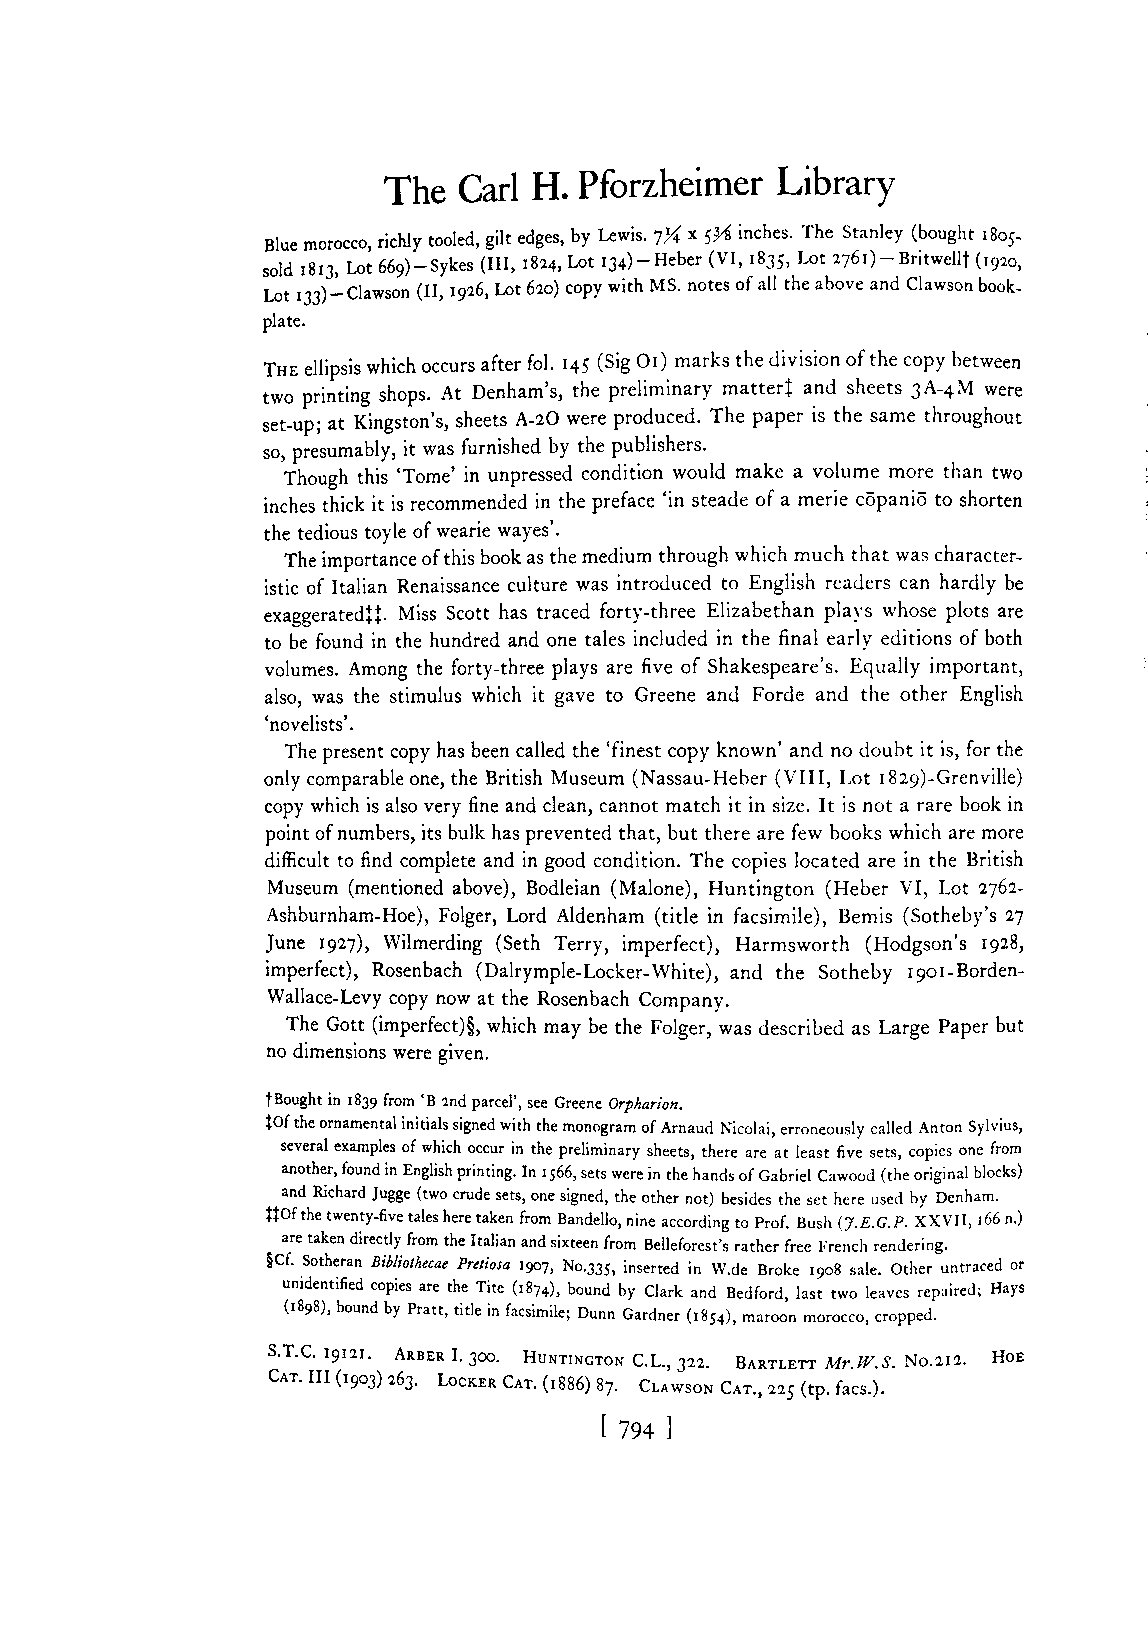 The Carl H. Pforzheimer Library
Blue morocco, richly tooled, gilt edges, by Lewis. 7¼ x 5⅜ inches. The Stanley (bought 1805-
sold 1813, Lot 669)—Sykes (III, 1824, Lot 134)—Heber (VI, 1835, Lot 2761)—Britwell† (1920,
Lot 133)—Clawson (II, 1926, Lot 620) copy with MS. notes of all the above and Clawson book-
plate.
THE ellipsis which occurs after fol. 145 (Sig O1) marks the division of the copy between
two printing shops. At Denham's, the preliminary matter‡ and sheets 3A-4M were
set-up; at Kingston's, sheets A-2O were produced. The paper is the same throughout
so, presumably, it was furnished by the publishers.
Though this 'Tome' in unpressed condition would make a volume more than two
inches thick it is recommended in the preface 'in steade of a merie cōpaniō to shorten
the tedious toyle of wearie wayes'.
The importance of this book as the medium through which much that was character-
istic of Italian Renaissance culture was introduced to English readers can hardly be
exaggerated‡‡. Miss Scott has traced forty-three Elizabethan plays whose plots are
to be found in the hundred and one tales included in the final early editions of both
volumes. Among the forty-three plays are five of Shakespeare's. Equally important,
also, was the stimulus which it gave to Greene and Forde and the other English
'novelists'.
The present copy has been called the 'finest copy known' and no doubt it is, for the
only comparable one, the British Museum (Nassau-Heber (VIII, Lot 1829)-Grenville)
copy which is also very fine and clean, cannot match it in size. It is not a rare book in
point of numbers, its bulk has prevented that, but there are few books which are more
difficult to find complete and in good condition. The copies located are in the British
Museum (mentioned above), Bodleian (Malone), Huntington (Heber VI, Lot 2762-
Ashburnham-Hoe), Folger, Lord Aldenham (title in facsimile), Bemis (Sotheby's 27
June 1927), Wilmerding (Seth Terry, imperfect), Harmsworth (Hodgson's 1928,
imperfect), Rosenbach (Dalrymple-Locker-White), and the Sotheby 1901-Borden-
Wallace-Levy copy now at the Rosenbach Company.
The Gott (imperfect)§, which may be the Folger, was described as Large Paper but
no dimensions were given.
†Bought in 1839 from 'B 2nd parcel', see Greene Orpharion.
‡Of the ornamental initials signed with the monogram of Arnaud Nicolai, erroneously called Anton Sylvius,
several examples of which occur in the preliminary sheets, there are at least five sets, copies one from
another, found in English printing. In 1566, sets were in the hands of Gabriel Cawood (the original blocks)
and Richard Jugge (two crude sets, one signed, the other not) besides the set here used by Denham.
‡‡Of the twenty-five tales here taken from Bandello, nine according to Prof. Bush (J.E.G.P. XXVII, 166 n.)
are taken directly from the Italian and sixteen from Belleforest's rather free French rendering.
§Cf. Sotheran Bibliothecae Pretiosa 1907, No.335, inserted in W.de Broke 1908 sale. Other untraced or
unidentified copies are the Tite (1874), bound by Clark and Bedford, last two leaves repaired; Hays
(1898), bound by Pratt, title in facsimile; Dunn Gardner (1854), maroon morocco, cropped.
S.T.C. 19121. ARBER I. 300. HUNTINGTON C.L., 322. BARTLETT Mr.W.S. No.212. HOE
CAT. III (1903) 263. LOCKER CAT. (1886) 87. CLAWSON CAT., 225 (tp. facs.).
[ 794 ]